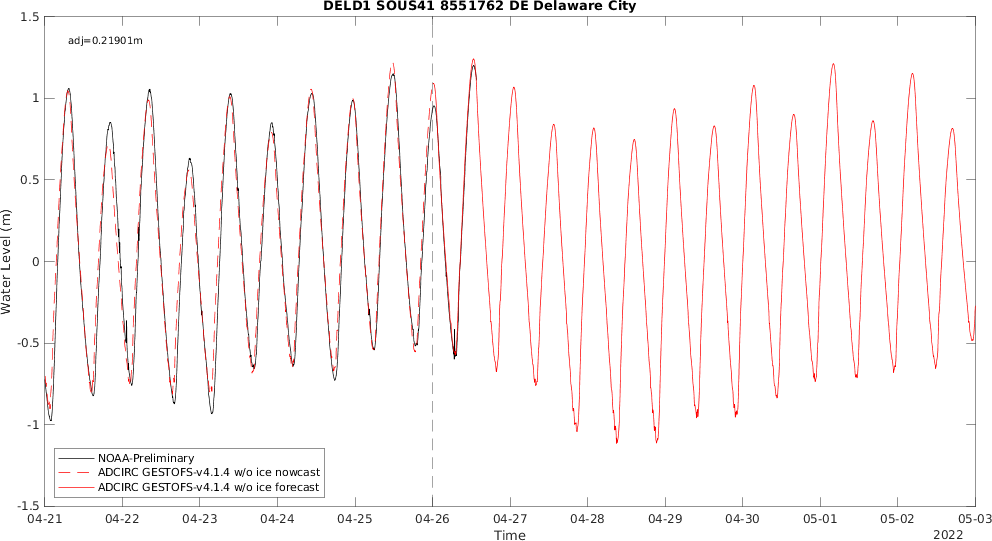 DELD1 SOUS41 8551762 DE Delaware City
adj=0.21901m
1.5
1
0.5
0
-0.5
-1
-1.5
Water Level (m)
NOAA-Preliminary
ADCIRC GESTOFS-v4.1.4 w/o ice nowcast
ADCIRC GESTOFS-v4.1.4 w/o ice forecast
04-21 04-22 04-23 04-24 04-25 04-26 04-27 04-28 04-29 04-30 05-01 05-02 05-03
Time
2022